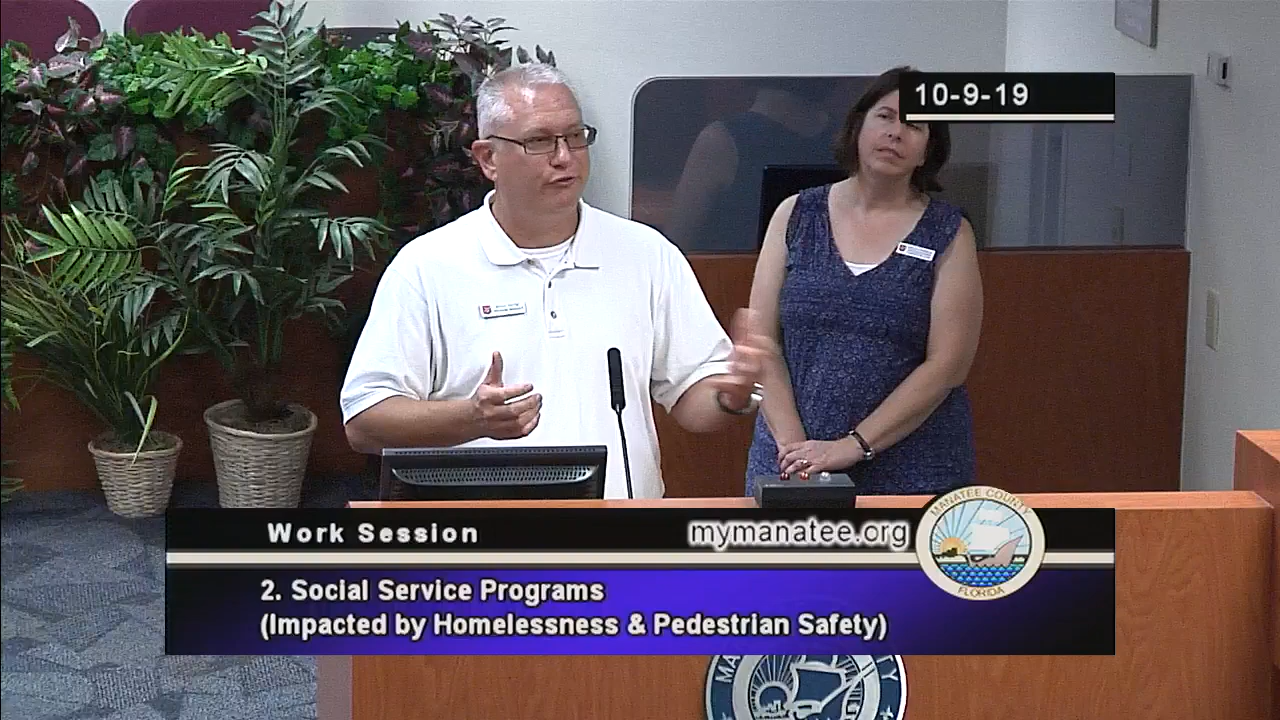 10-9-19
Work Session
mymanatee.org
MANATEE COUNTY
FLORIDA
2. Social Service Programs
(Impacted by Homelessness & Pedestrian Safety)